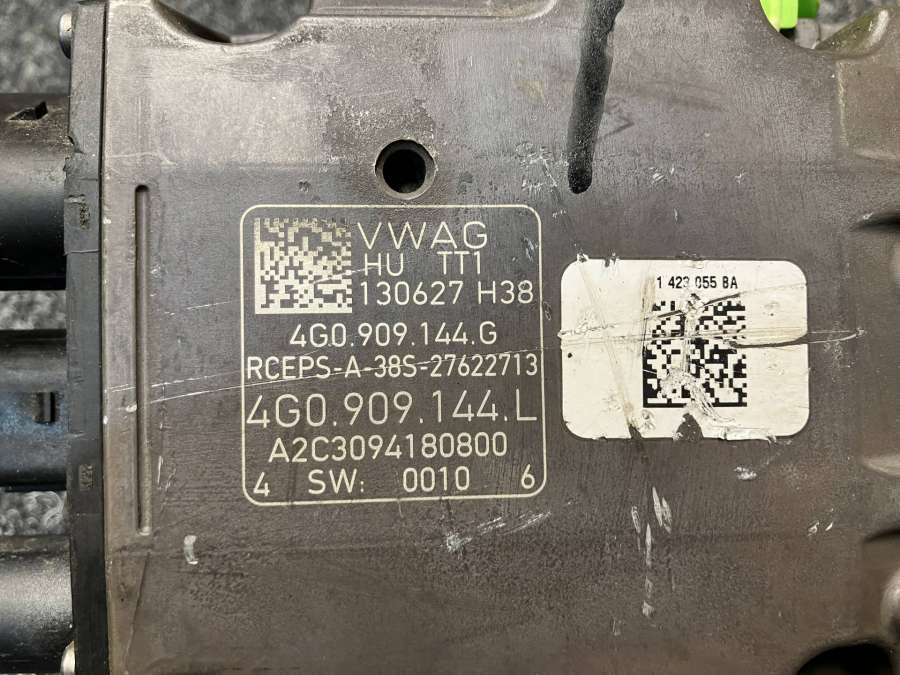 VWAG
HU TT1
130627 H38
4G0.909.144.G
RCEPS-A-38S-27622713
4G0.909.144.L
A2C3094180800
4 SW: 0010 6
1 423 055 BA